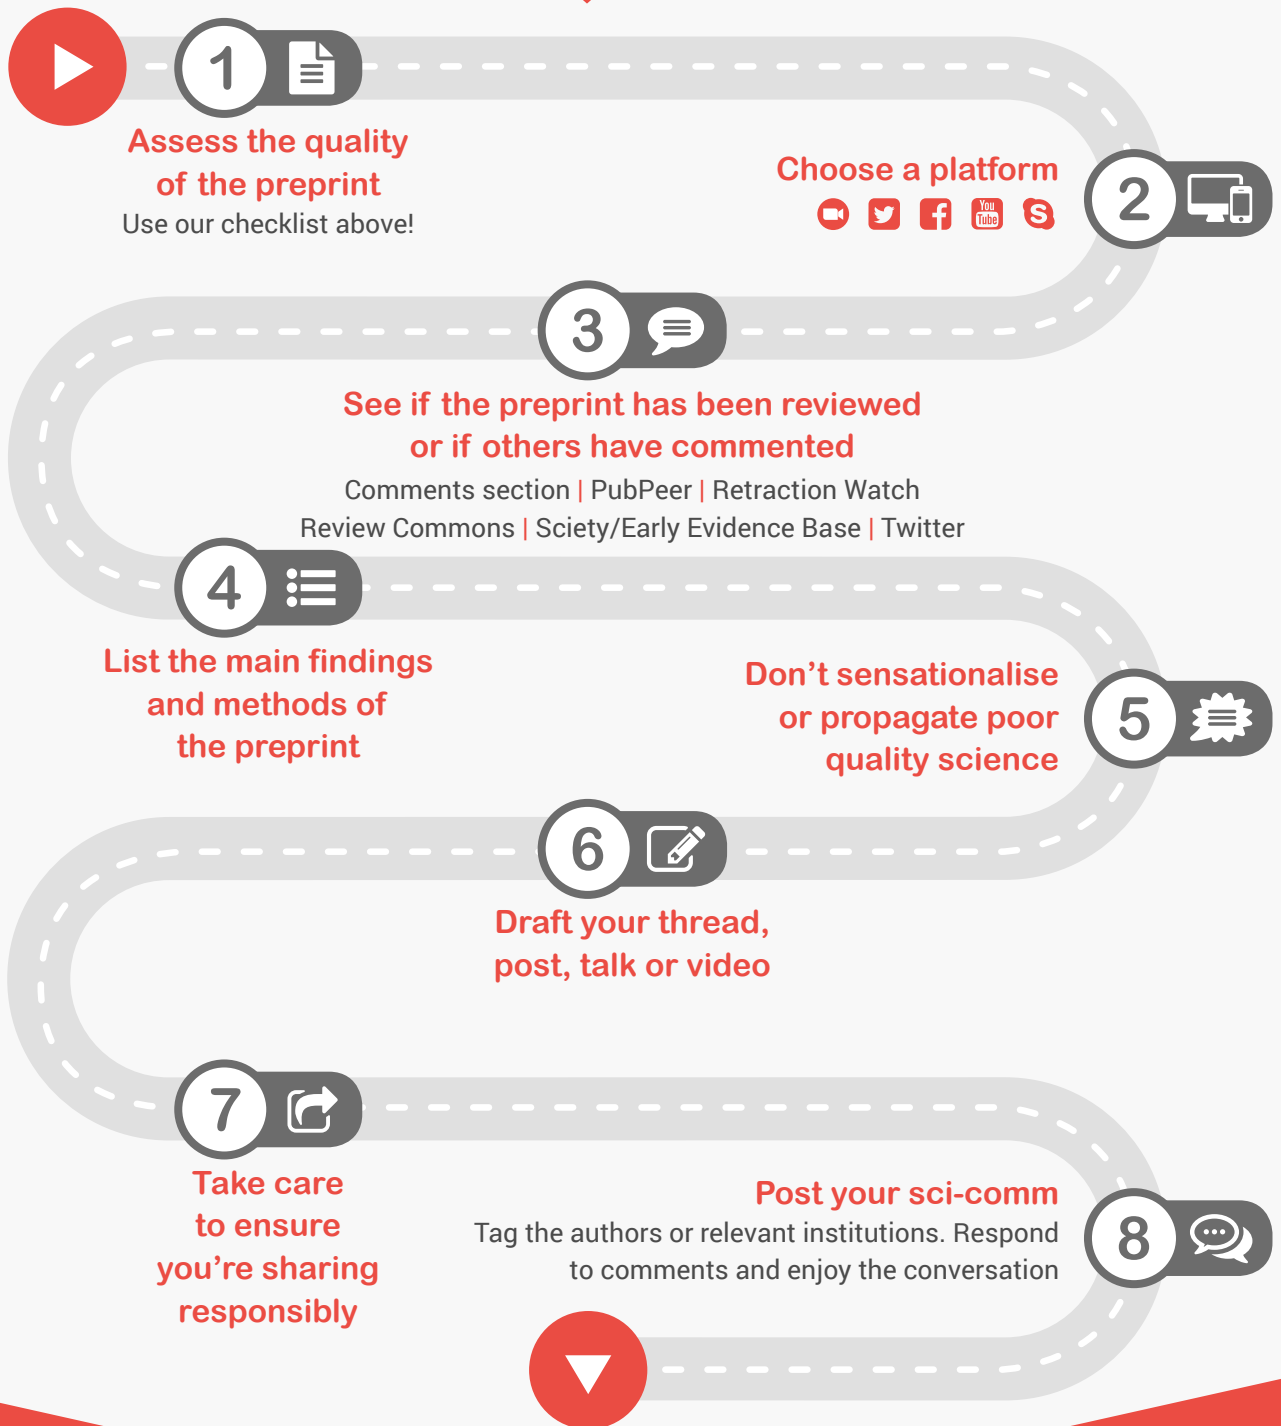 1
Assess the quality
of the preprint
Use our checklist above!
Choose a platform
You
Tube
S
2
3
See if the preprint has been reviewed
or if others have commented
Comments section | PubPeer | Retraction Watch
Review Commons | Sciety/Early Evidence Base | Twitter
4
List the main findings
and methods of
the preprint
Don't sensationalise
or propagate poor
quality science
5
6
Draft your thread,
post, talk or video
7
Take care
to ensure
you're sharing
responsibly
Post your sci-comm
Tag the authors or relevant institutions. Respond
to comments and enjoy the conversation
8